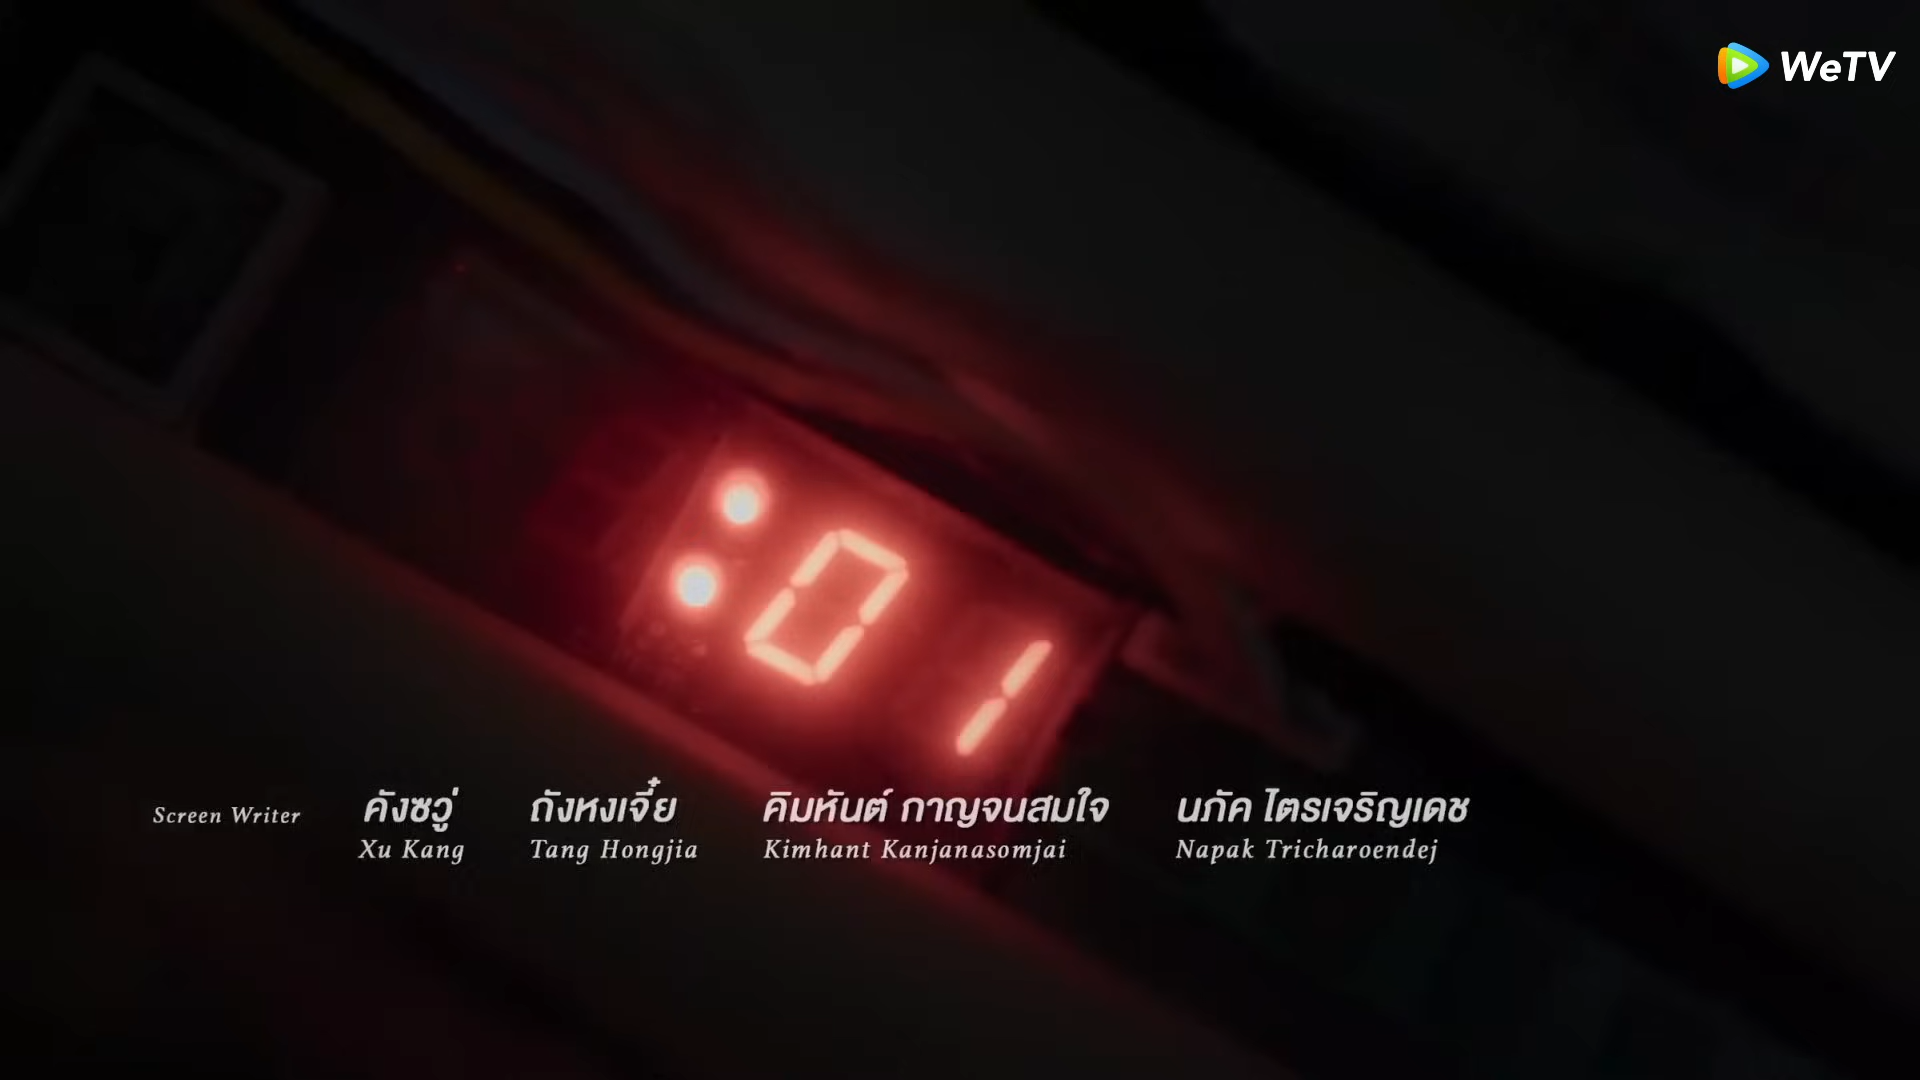 WeTV
:01
Screen Writer
คังซวู่ ถังหงเจี๋ย คิมหันต์ กาญจนสมใจ นภัค ไตรเจริญเดช
Xu Kang Tang Hongjia Kimhant Kanjanasomjai Napak Tricharoendej